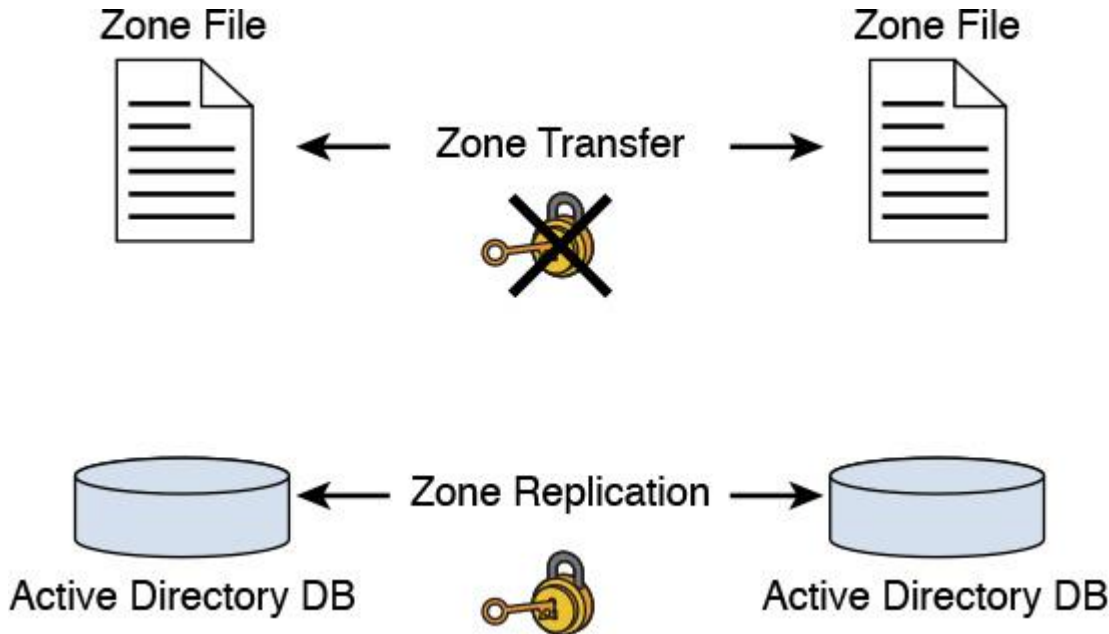 Zone File
Zone File
Zone Transfer
Zone Replication
Active Directory DB
Active Directory DB